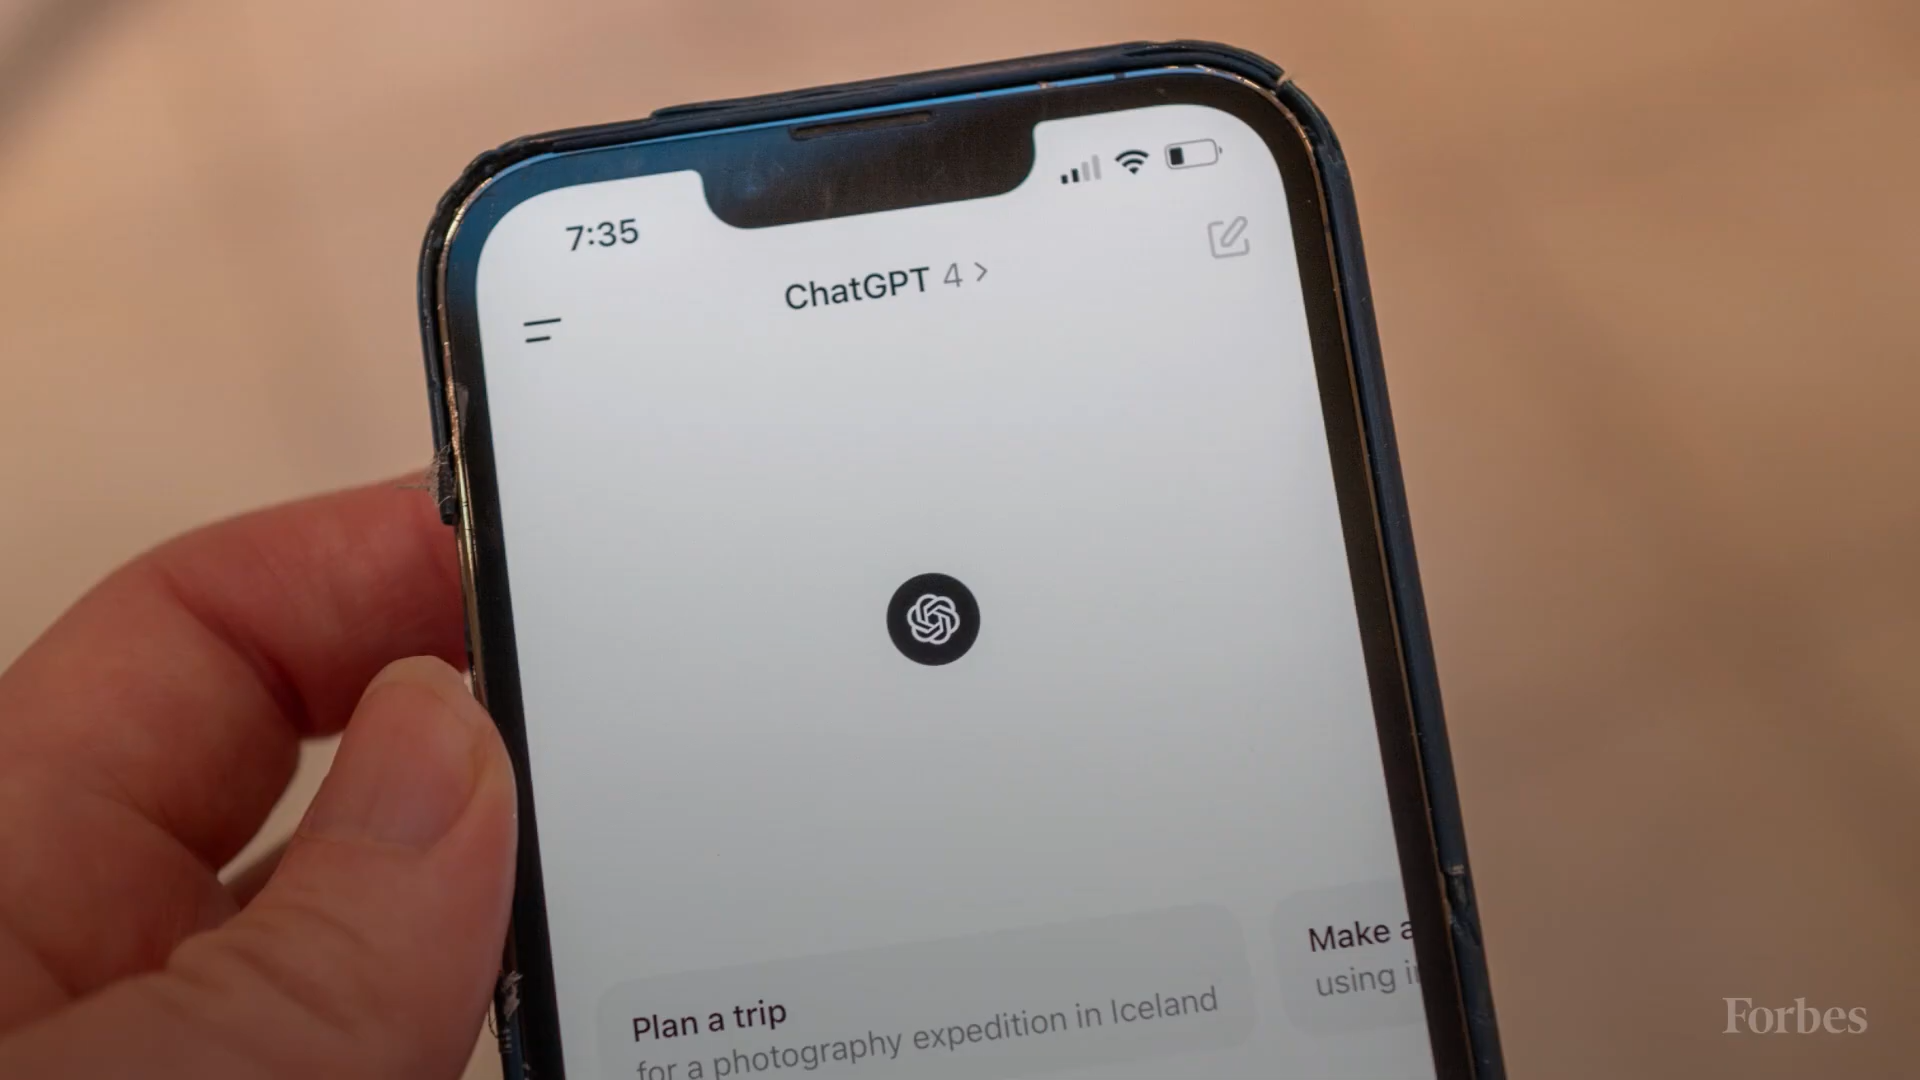 7:35
ChatGPT 4 >
Plan a trip
for a photography expedition in Iceland
Make a
using
Forbes